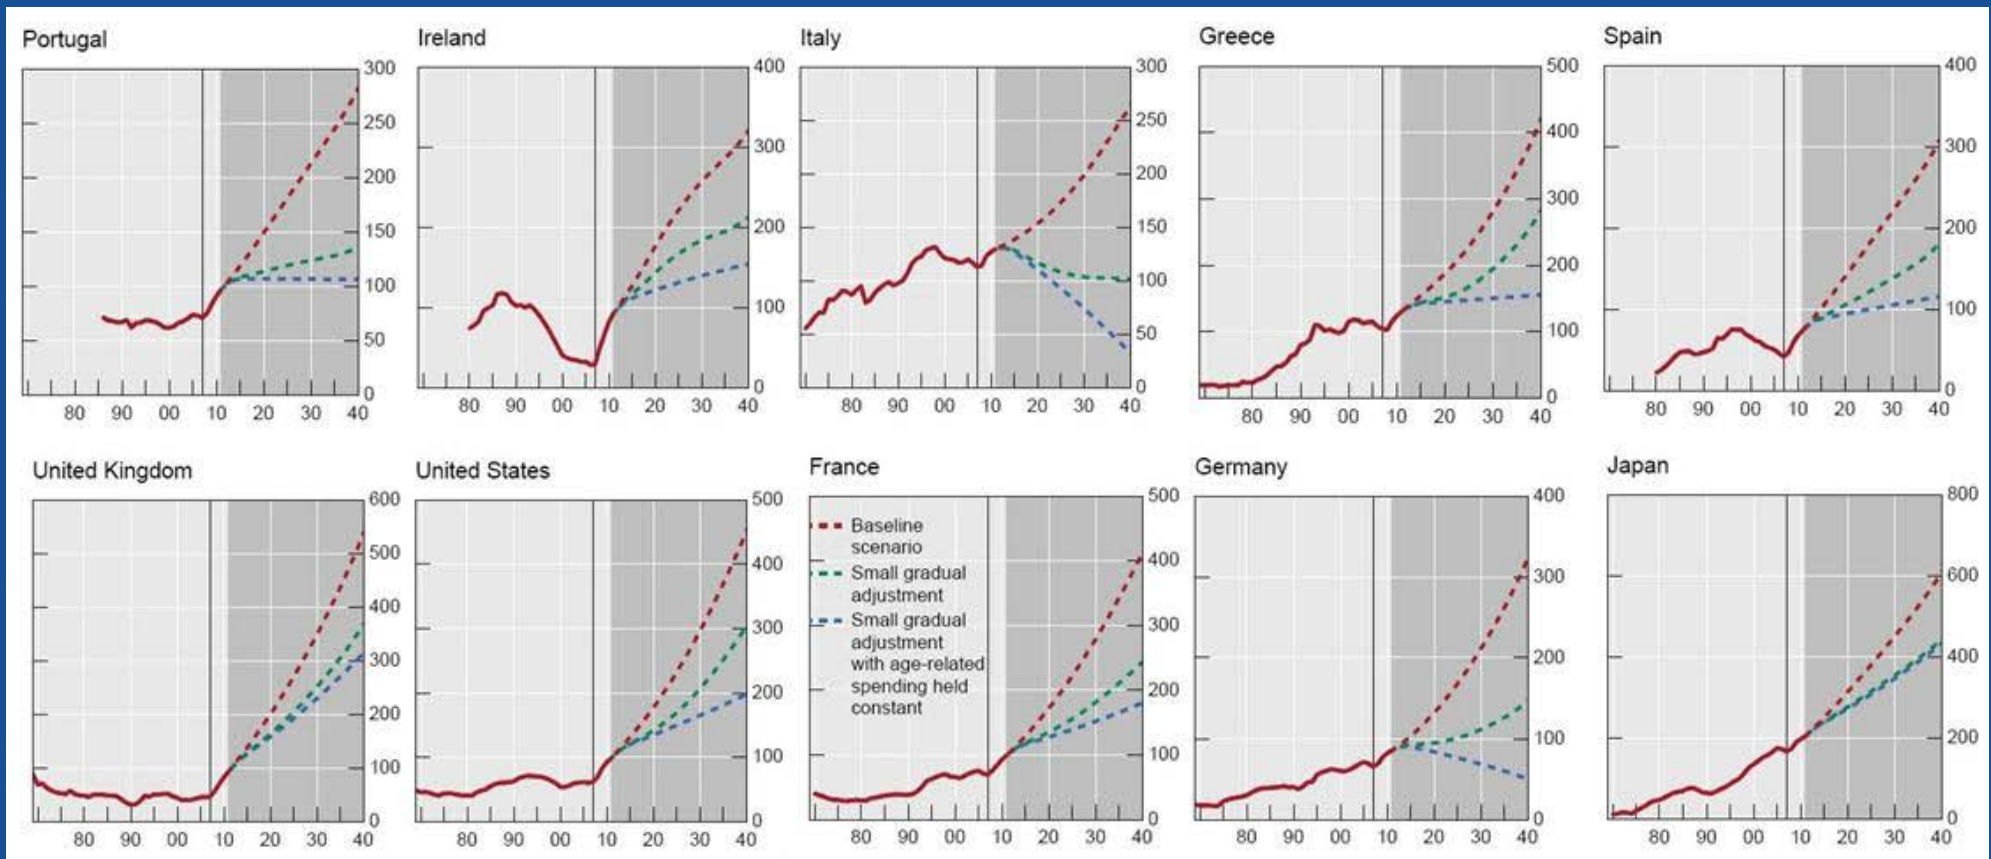 Portugal
300
250
200
150
100
50
0
80 90 00 10 20 30 40
Ireland
400
300
200
100
0
80 90 00 10 20 30 40
Italy
300
250
200
150
100
50
0
80 90 00 10 20 30 40
Greece
500
400
300
200
100
0
80 90 00 10 20 30 40
Spain
400
300
200
100
0
80 90 00 10 20 30 40
United Kingdom
600
500
400
300
200
100
0
80 90 00 10 20 30 40
United States
500
400
300
200
100
0
80 90 00 10 20 30 40
France
Baseline
scenario
Small gradual
adjustment
Small gradual
adjustment
with age-related
spending held
constant
500
400
300
200
100
0
80 90 00 10 20 30 40
Germany
400
300
200
100
0
80 90 00 10 20 30 40
Japan
800
600
400
200
0
80 90 00 10 20 30 40